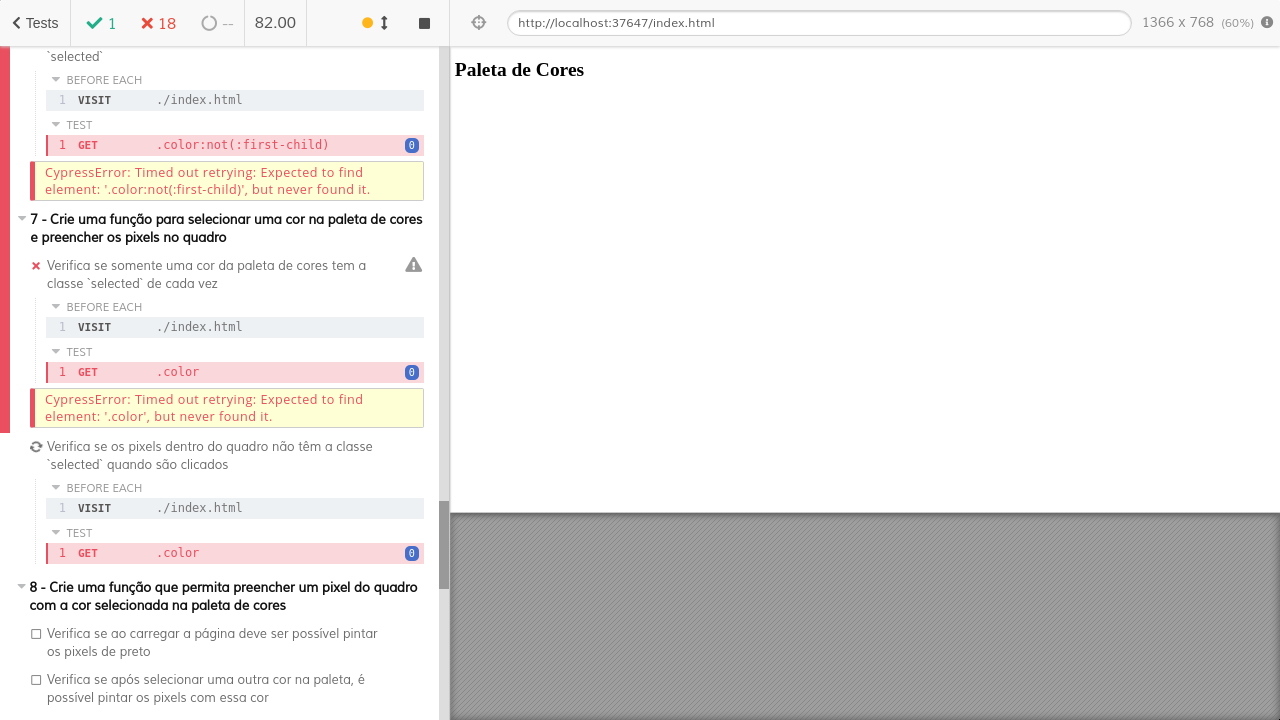 Tests
1
18
--
82.00
http://localhost:37647/index.html
1366 x 768 (60%)
`selected`
BEFORE EACH
1 VISIT ./index.html
TEST
1 GET .color:not(:first-child) 0
CypressError: Timed out retrying: Expected to find
element: '.color:not(:first-child)', but never found it.
7 - Crie uma função para selecionar uma cor na paleta de cores
e preencher os pixels no quadro
Verifica se somente uma cor da paleta de cores tem a
classe `selected` de cada vez
BEFORE EACH
1 VISIT ./index.html
TEST
1 GET .color 0
CypressError: Timed out retrying: Expected to find
element: '.color', but never found it.
Verifica se os pixels dentro do quadro não têm a classe
`selected` quando são clicados
BEFORE EACH
1 VISIT ./index.html
TEST
1 GET .color 0
8 - Crie uma função que permita preencher um pixel do quadro
com a cor selecionada na paleta de cores
Verifica se ao carregar a página deve ser possível pintar
os pixels de preto
Verifica se após selecionar uma outra cor na paleta, é
possível pintar os pixels com essa cor
Paleta de Cores